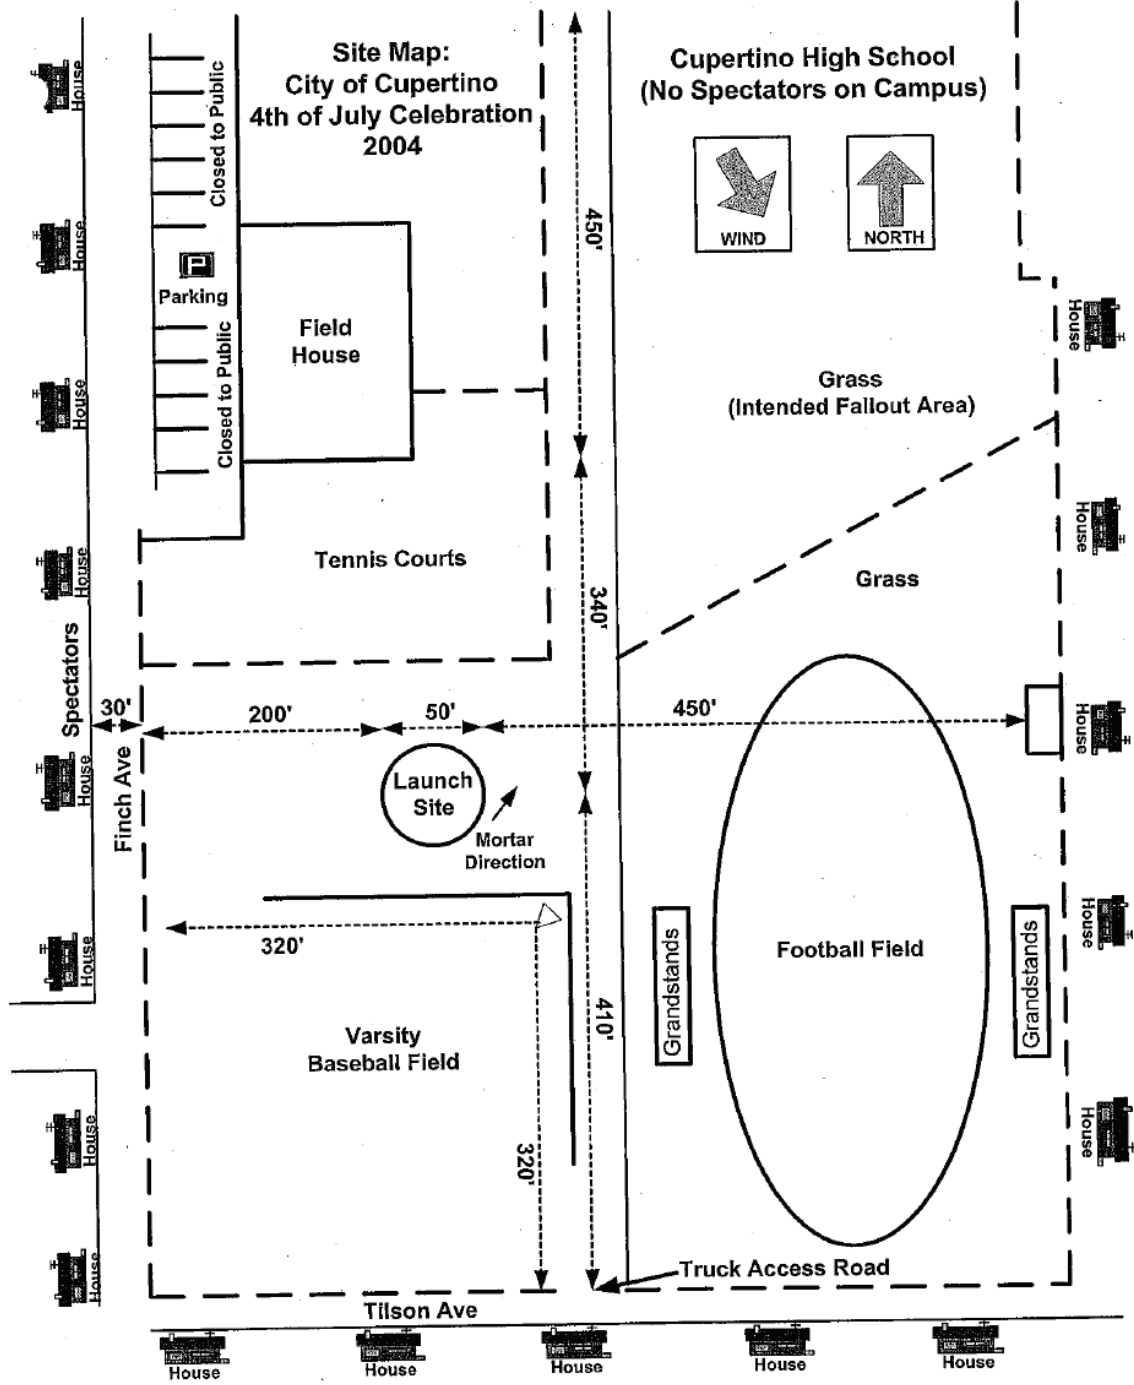 Site Map:
City of Cupertino
4th of July Celebration
2004
Cupertino High School
(No Spectators on Campus)
WIND
NORTH
House
Closed to Public
450'
House
P
Parking
Field
House
House
Closed to Public
Grass
(Intended Fallout Area)
House
House
Tennis Courts
340'
Grass
House
Spectators
30'
200'
50'
450'
House
Finch Ave
House
Launch
Site
Mortar
Direction
320'
House
Grandstands
Football Field
Grandstands
House
Varsity
Baseball Field
410'
320'
House
House
House
Truck Access Road
Tilson Ave
House
House
House
House
House